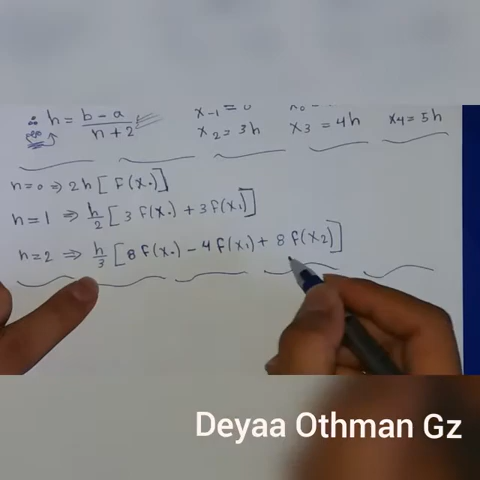 ∴ h = b - a / n + 2
x₋₁ = 0
x₂ = 3h
x₃ = 4h
x₄ = 5h
n=0 ⇒ 2h [ f(x₀)]
n=1 ⇒ h/2 [ 3 f(x₀) + 3 f(x₁)]
n=2 ⇒ h/3 [ 8 f(x₀) - 4 f(x₁) + 8 f(x₂)]
Deyaa Othman Gz